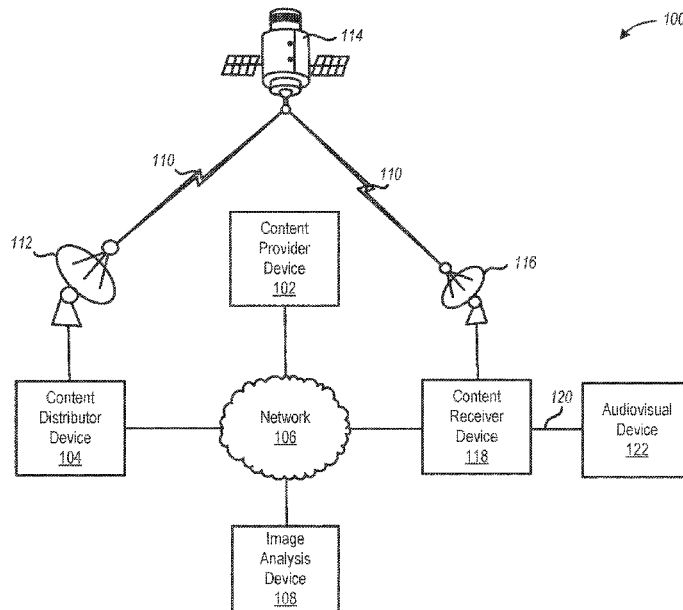 100
114
110
110
112
116
Content
Provider
Device
102
Content
Distributor
Device
104
Network
106
Content
Receiver
Device
118
120
Audiovisual
Device
122
Image
Analysis
Device
108